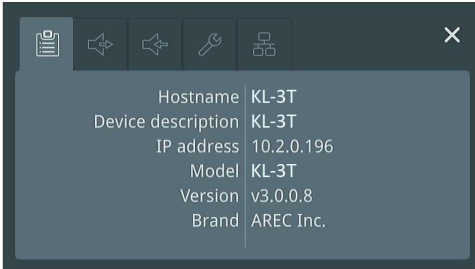 Hostname KL-3T
Device description KL-3T
IP address 10.2.0.196
Model KL-3T
Version v3.0.0.8
Brand AREC Inc.